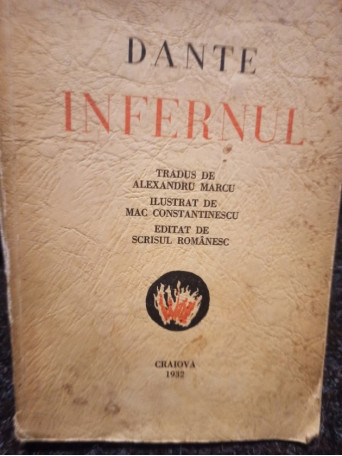 DANTE
INFERNUL
TRADUS DE
ALEXANDRU MARCU
ILUSTRAT DE
MAC CONSTANTINESCU
EDITAT DE
SCRISUL ROMÂNESC
CRAIOVA
1932